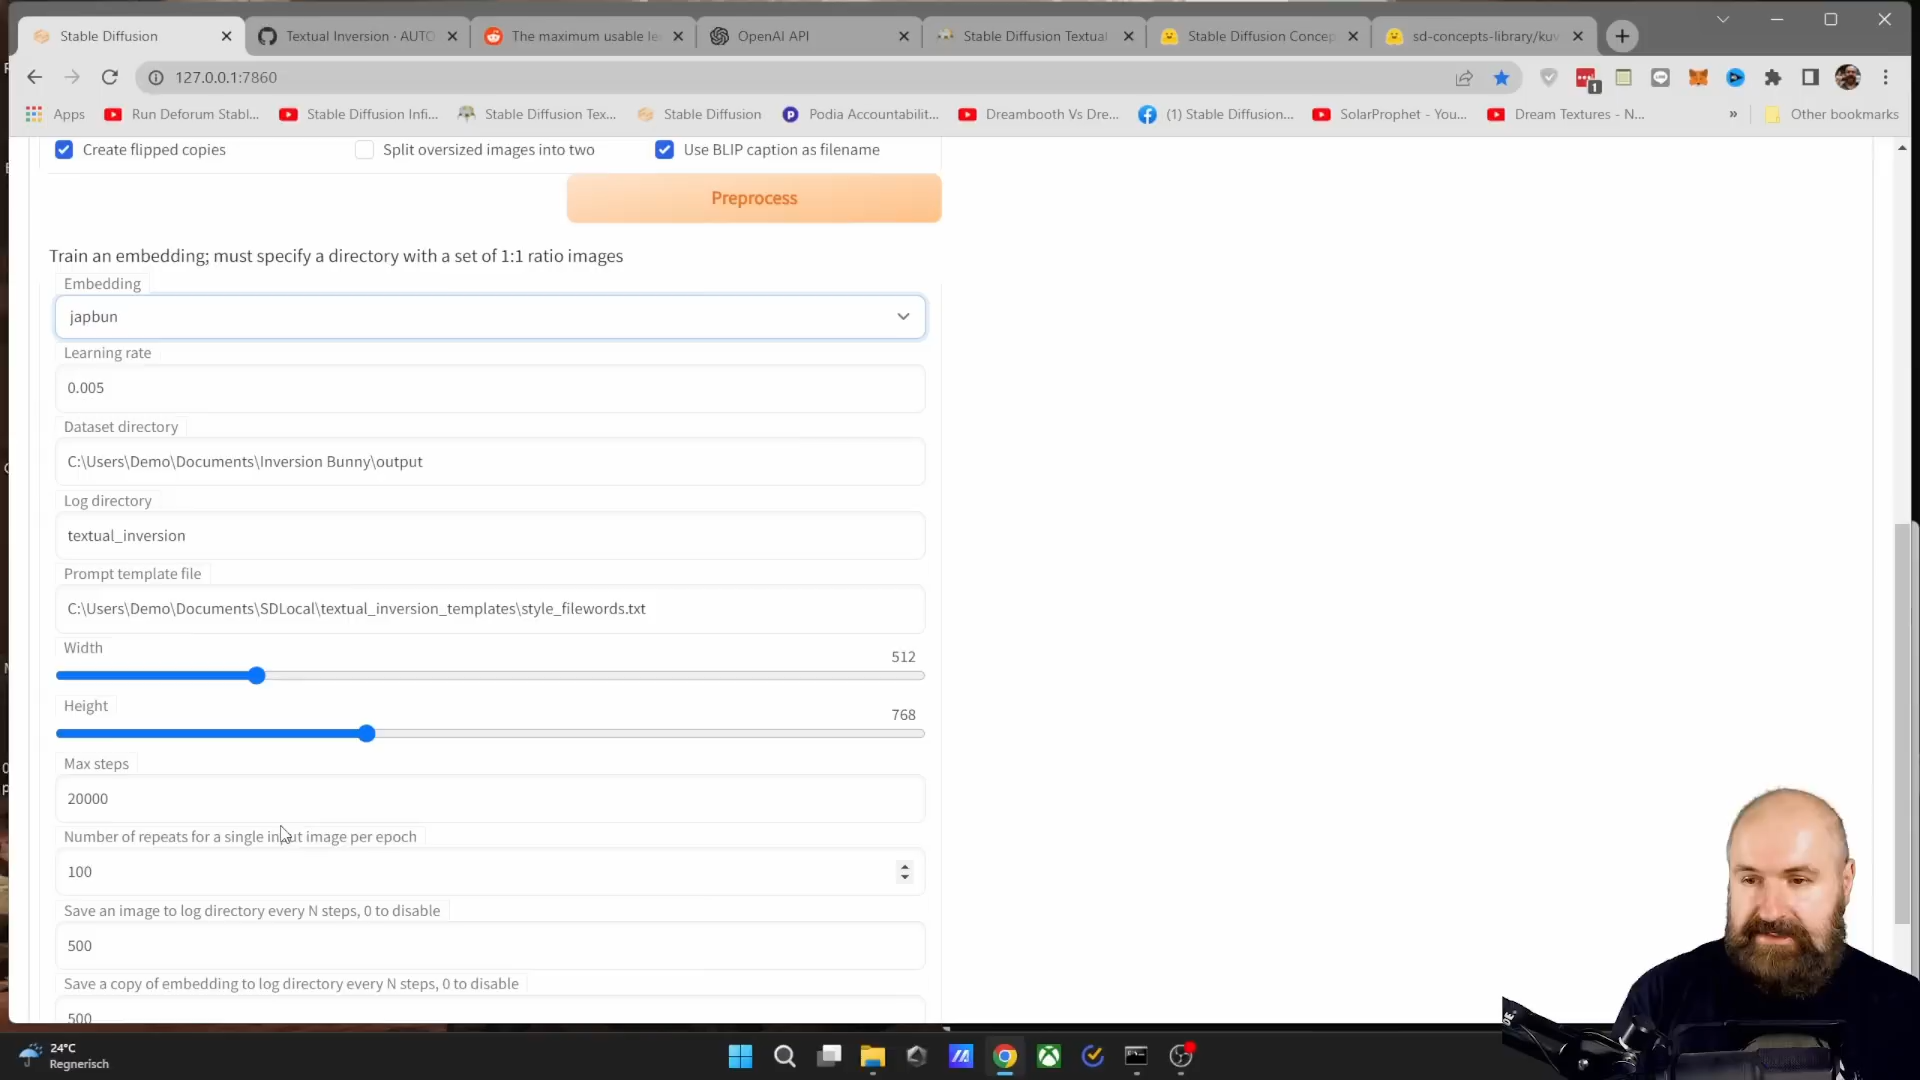 Stable Diffusion
Textual Inversion · AUTO
The maximum usable le
OpenAI API
Stable Diffusion Textual
Stable Diffusion Concep
sd-concepts-library/kuv
127.0.0.1:7860
1
Apps
Run Deforum Stabl...
Stable Diffusion Infi...
Stable Diffusion Tex...
Stable Diffusion
Podia Accountabilit...
Dreambooth Vs Dre...
(1) Stable Diffusion...
SolarProphet - You...
Dream Textures - N...
»
Other bookmarks
Create flipped copies
Split oversized images into two
Use BLIP caption as filename
Preprocess
Train an embedding; must specify a directory with a set of 1:1 ratio images
Embedding
japbun
Learning rate
0.005
Dataset directory
C:\Users\Demo\Documents\Inversion Bunny\output
Log directory
textual_inversion
Prompt template file
C:\Users\Demo\Documents\SDLocal\textual_inversion_templates\style_filewords.txt
Width
512
Height
768
Max steps
20000
Number of repeats for a single input image per epoch
100
Save an image to log directory every N steps, 0 to disable
500
Save a copy of embedding to log directory every N steps, 0 to disable
500
24°C
Regnerisch